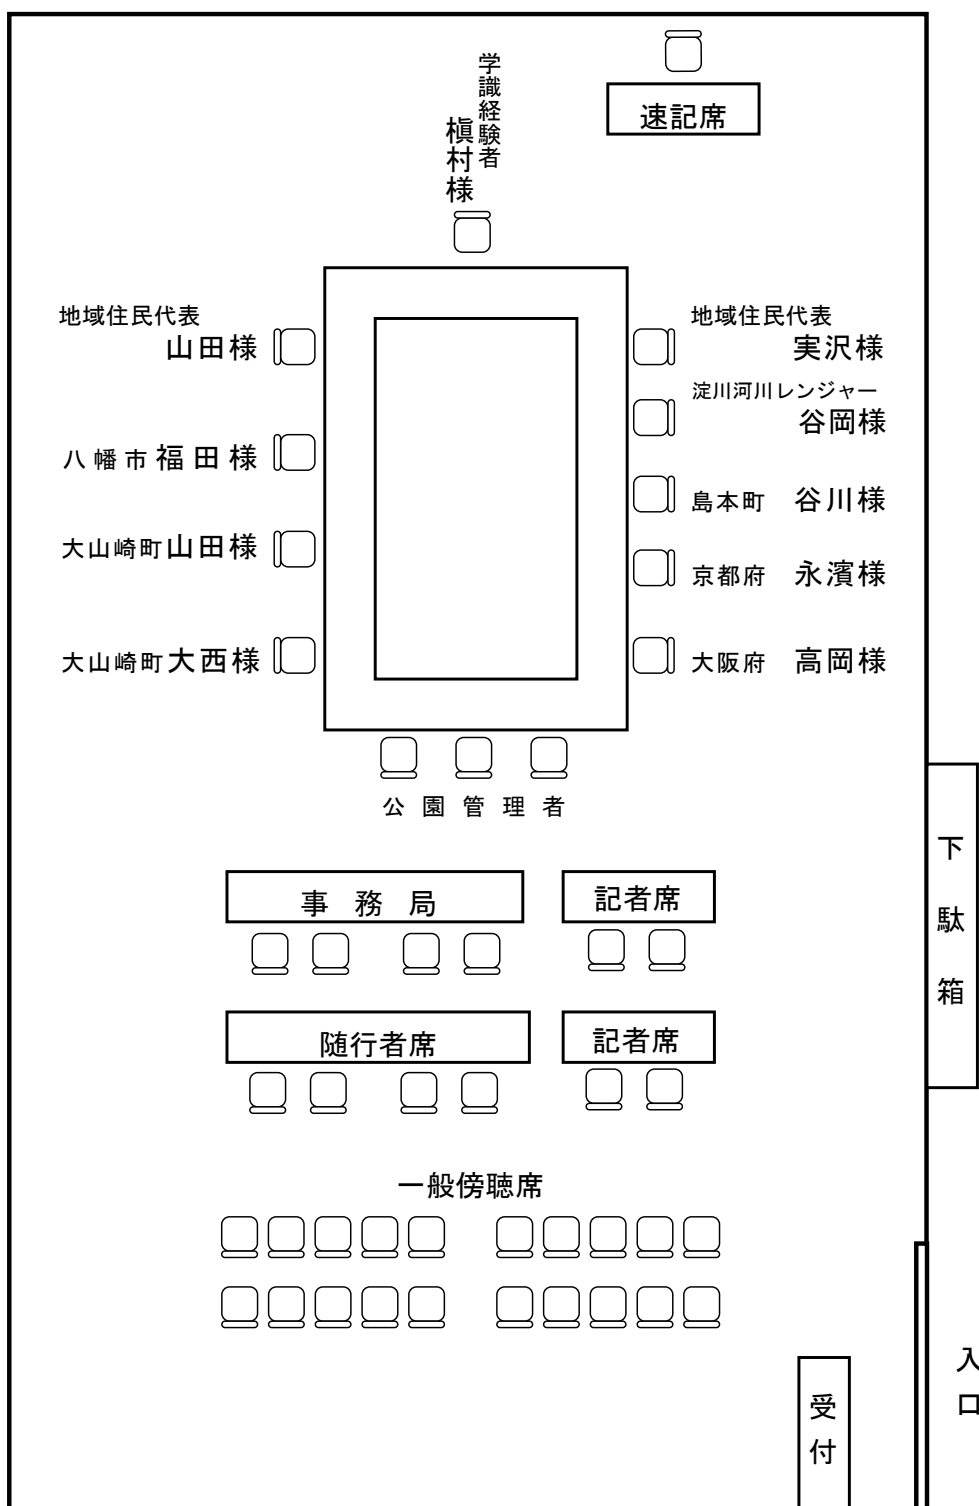 速記席
学識経験者
槇村様
地域住民代表
山田様
八幡市 福田様
大山崎町 山田様
大山崎町 大西様
地域住民代表
実沢様
淀川河川レンジャー
谷岡様
島本町 谷川様
京都府 永濱様
大阪府 高岡様
公園管理者
事務局
記者席
随行者席
記者席
一般傍聴席
下駄箱
入口
受付